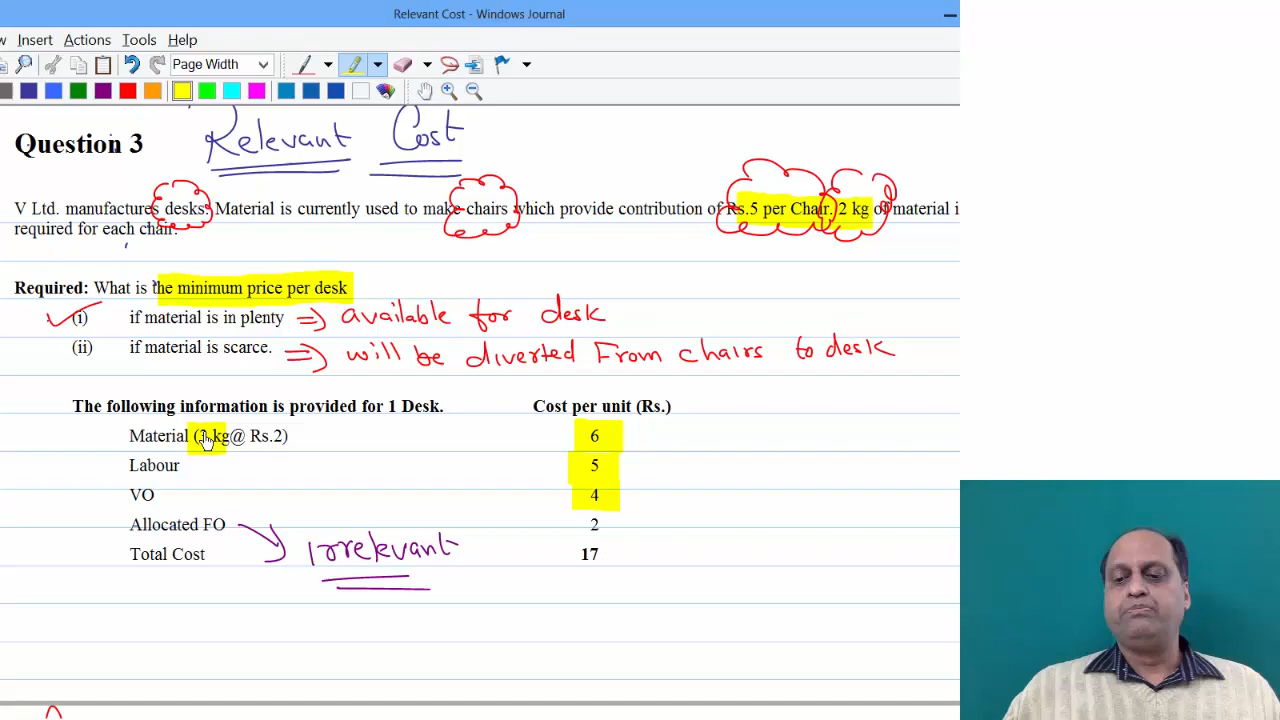 Relevant Cost - Windows Journal
Insert Actions Tools Help
Page Width
Question 3 Relevant Cost
V Ltd. manufactures desks. Material is currently used to make chairs which provide contribution of Rs.5 per Chair. 2 kg of material i
required for each chair.
Required: What is the minimum price per desk
(i) if material is in plenty => available for desk
(ii) if material is scarce. => will be diverted From chairs to desk
The following information is provided for 1 Desk. Cost per unit (Rs.)
Material (3 kg@ Rs.2) 6
Labour 5
VO 4
Allocated FO 2
Irrelevant
Total Cost 17